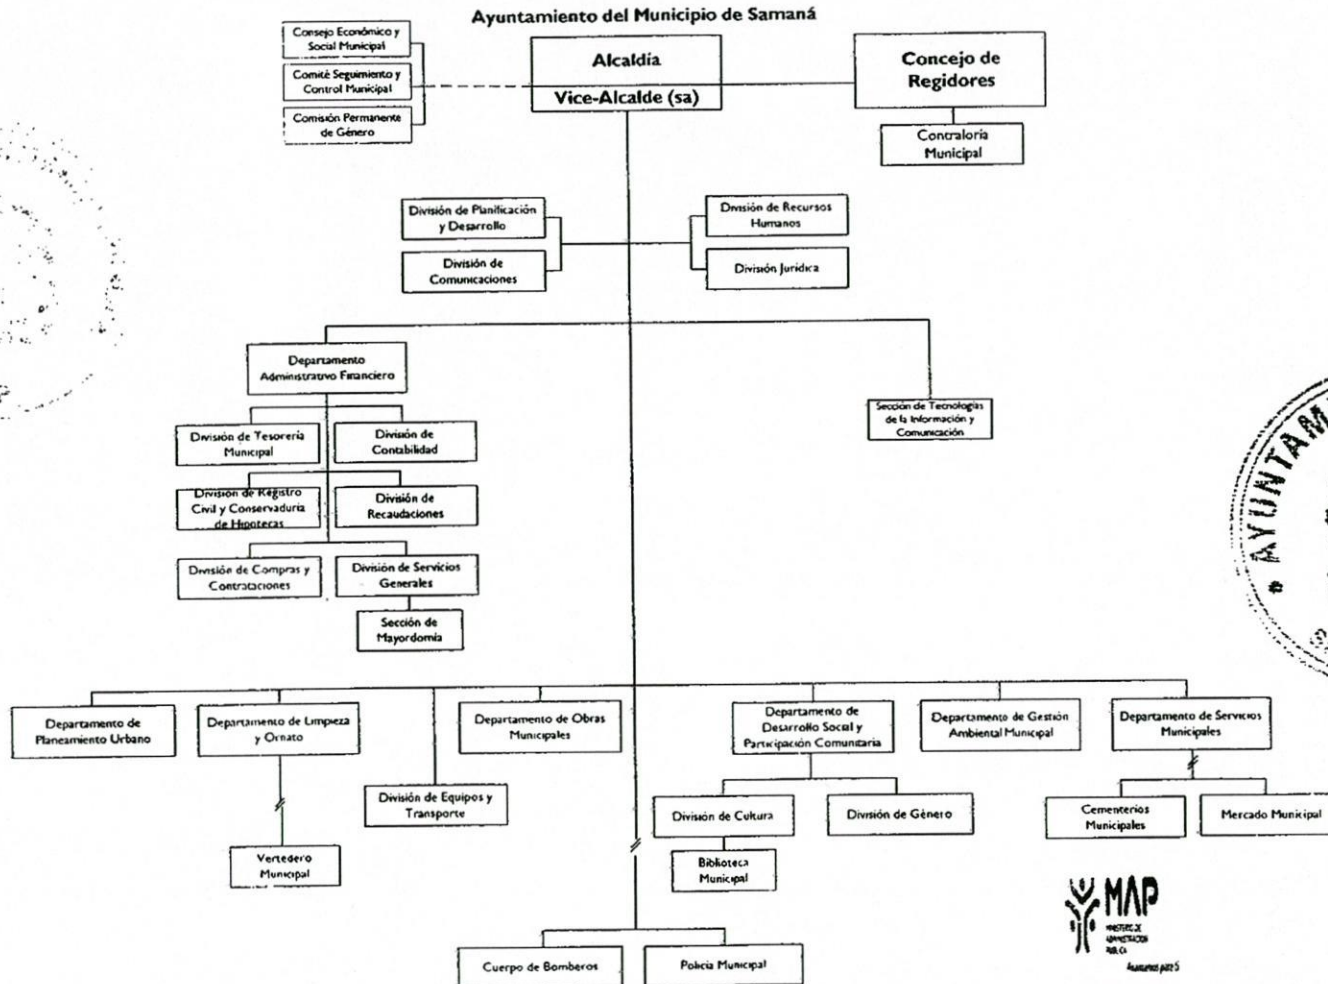 Ayuntamiento del Municipio de Samaná
Consejo Económico y
Social Municipal
Comité Seguimiento y
Control Municipal
Comisión Permanente
de Género
Alcaldía
Vice-Alcalde (sa)
Concejo de
Regidores
Contraloría
Municipal
División de Planificación
y Desarrollo
División de
Comunicaciones
División de Recursos
Humanos
División Jurídica
Departamento
Administrativo Financiero
Sección de Tecnologías
de la Información y
Comunicación
División de Tesorería
Municipal
División de
Contabilidad
División de Registro
Civil y Conservaduría
de Hipotecas
División de
Recaudaciones
División de Compras y
Contrataciones
División de Servicios
Generales
Sección de
Mayordomía
Departamento de
Planeamiento Urbano
Departamento de Limpieza
y Ornato
Departamento de Obras
Municipales
Departamento de
Desarrollo Social y
Participación Comunitaria
Departamento de Gestión
Ambiental Municipal
Departamento de Servicios
Municipales
División de Equipos y
Transporte
División de Cultura
División de Género
Cementerios
Municipales
Mercado Municipal
Vertedero
Municipal
Biblioteca
Municipal
Cuerpo de Bomberos
Policía Municipal
AYUNTAM
MAP
MINISTERIO DE
ADMINISTRACIÓN
PÚBLICA